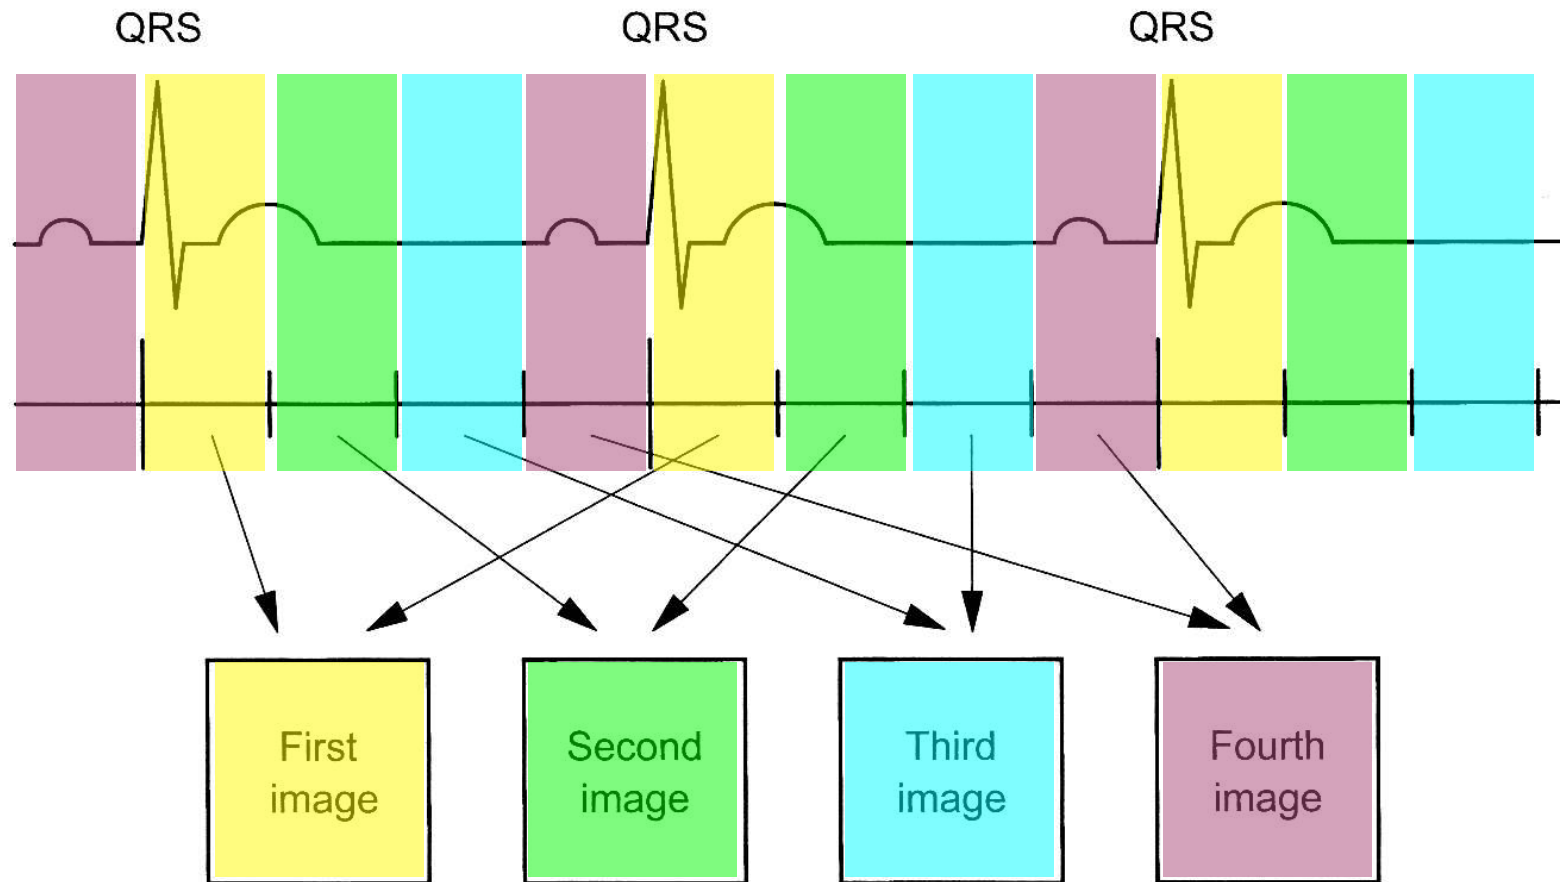 QRS QRS QRS
First
image
Second
image
Third
image
Fourth
image